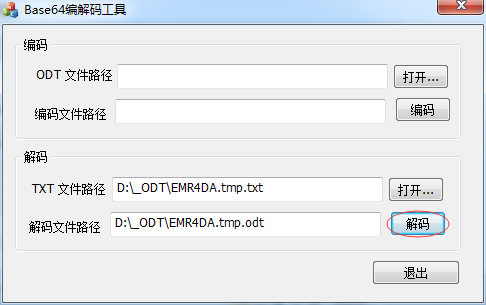 Base64编解码工具
编码
ODT 文件路径
打开...
编码文件路径
编码
解码
TXT 文件路径
D:\_ODT\EMR4DA.tmp.txt
打开...
解码文件路径
D:\_ODT\EMR4DA.tmp.odt
解码
退出